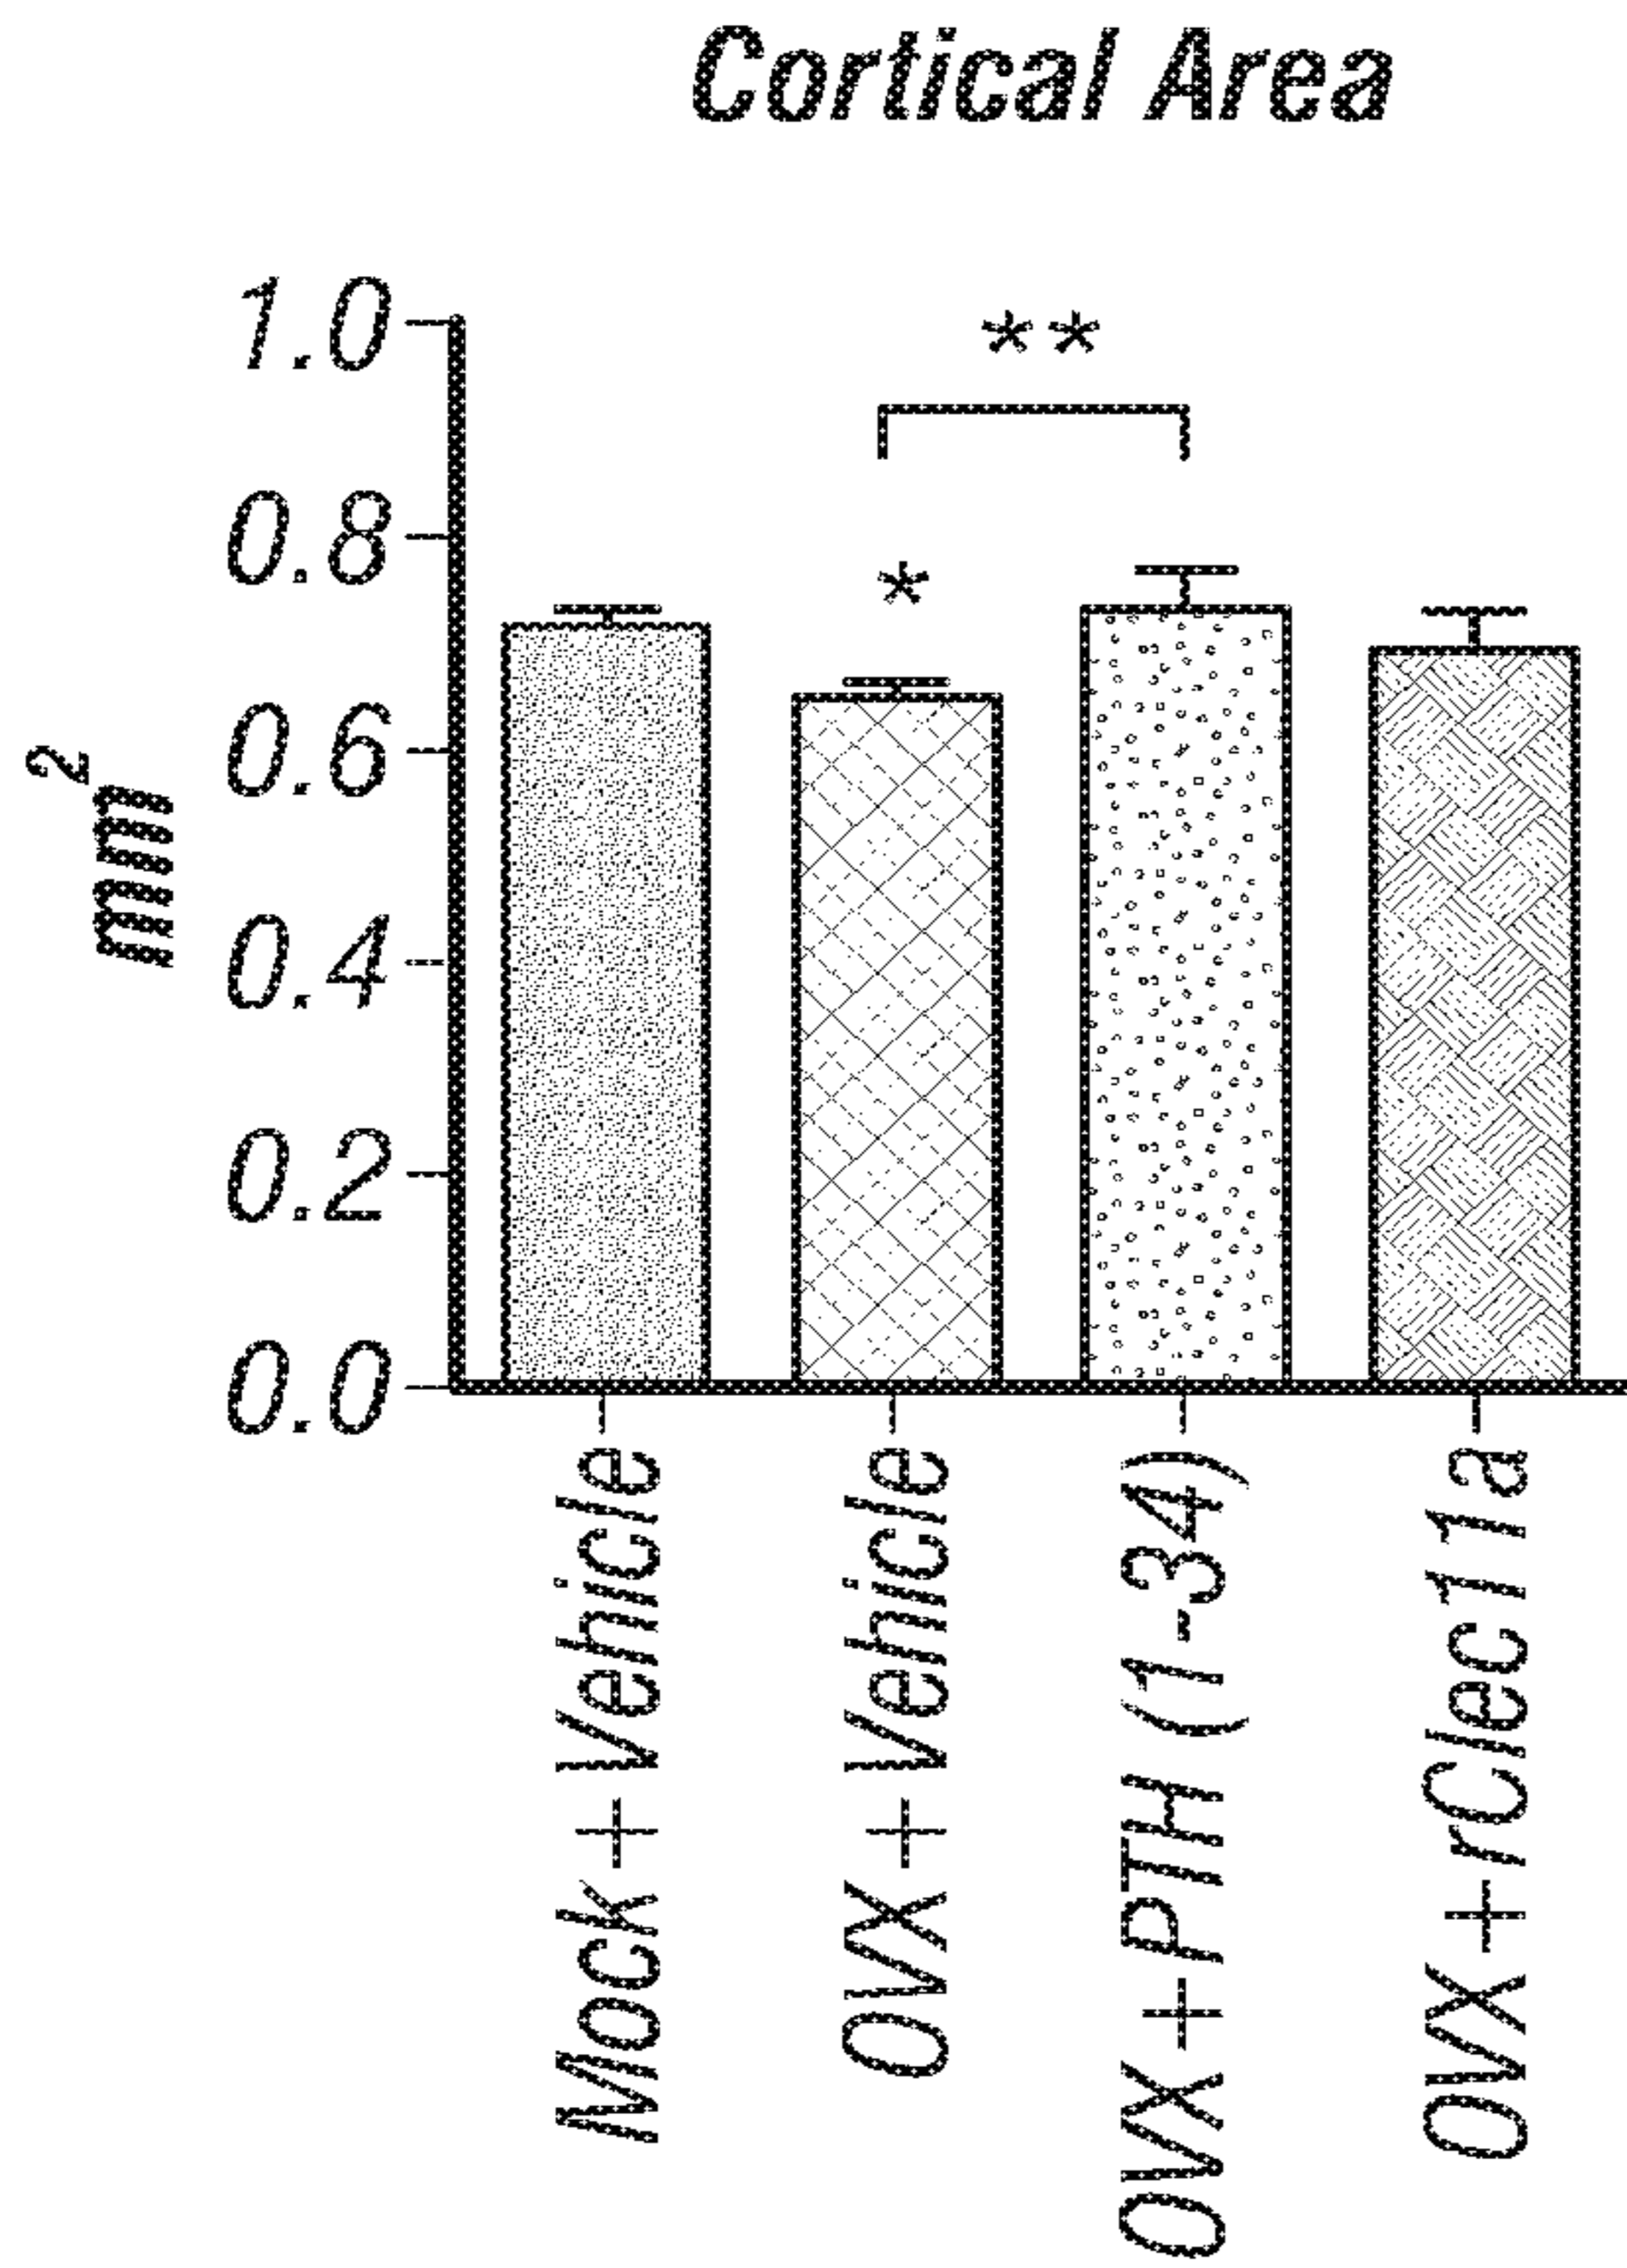 Cortical Area
mm²
1.0
0.8
0.6
0.4
0.2
0.0
**
*
Mock + Vehicle
OVX + Vehicle
OVX + PTH (1-34)
OVX + rClec11a